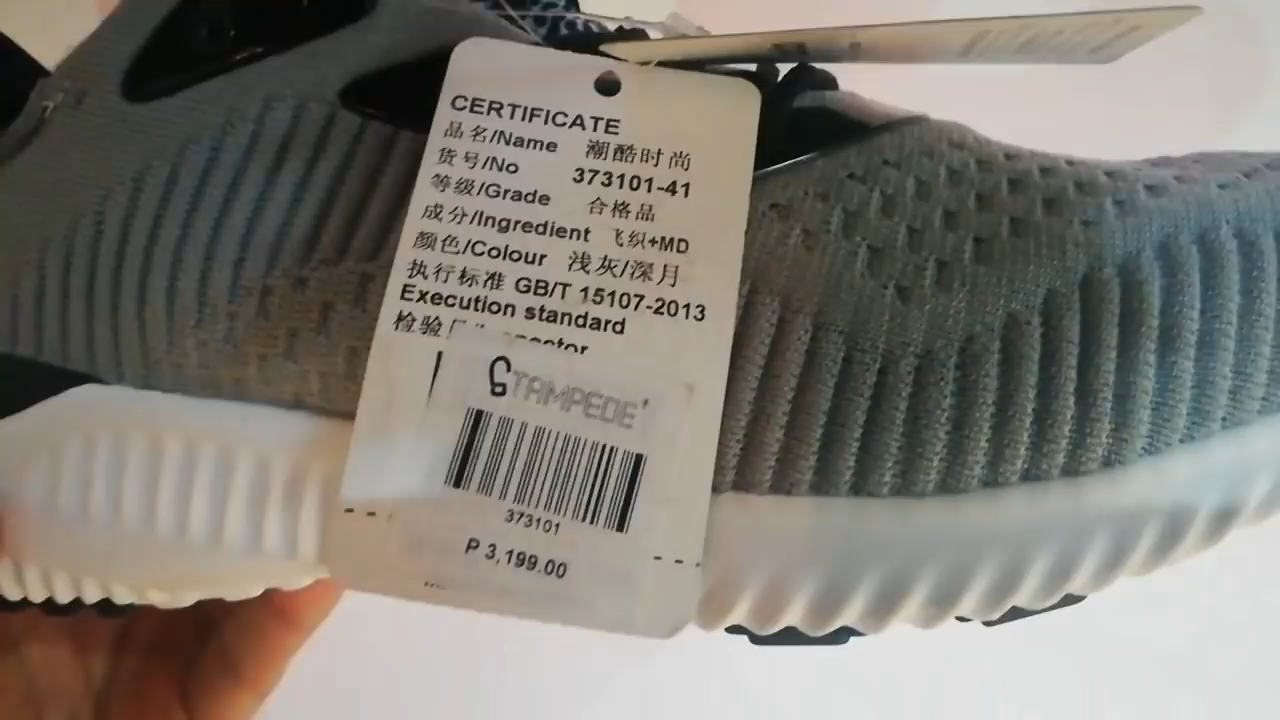 CERTIFICATE
品名/Name 潮酷时尚
货号/No 373101-41
等级/Grade 合格品
成分/Ingredient 飞织+MD
颜色/Colour 浅灰/深月
执行标准 GB/T 15107-2013
Execution standard
检验
STAMPEDE'
373101
P 3,199.00